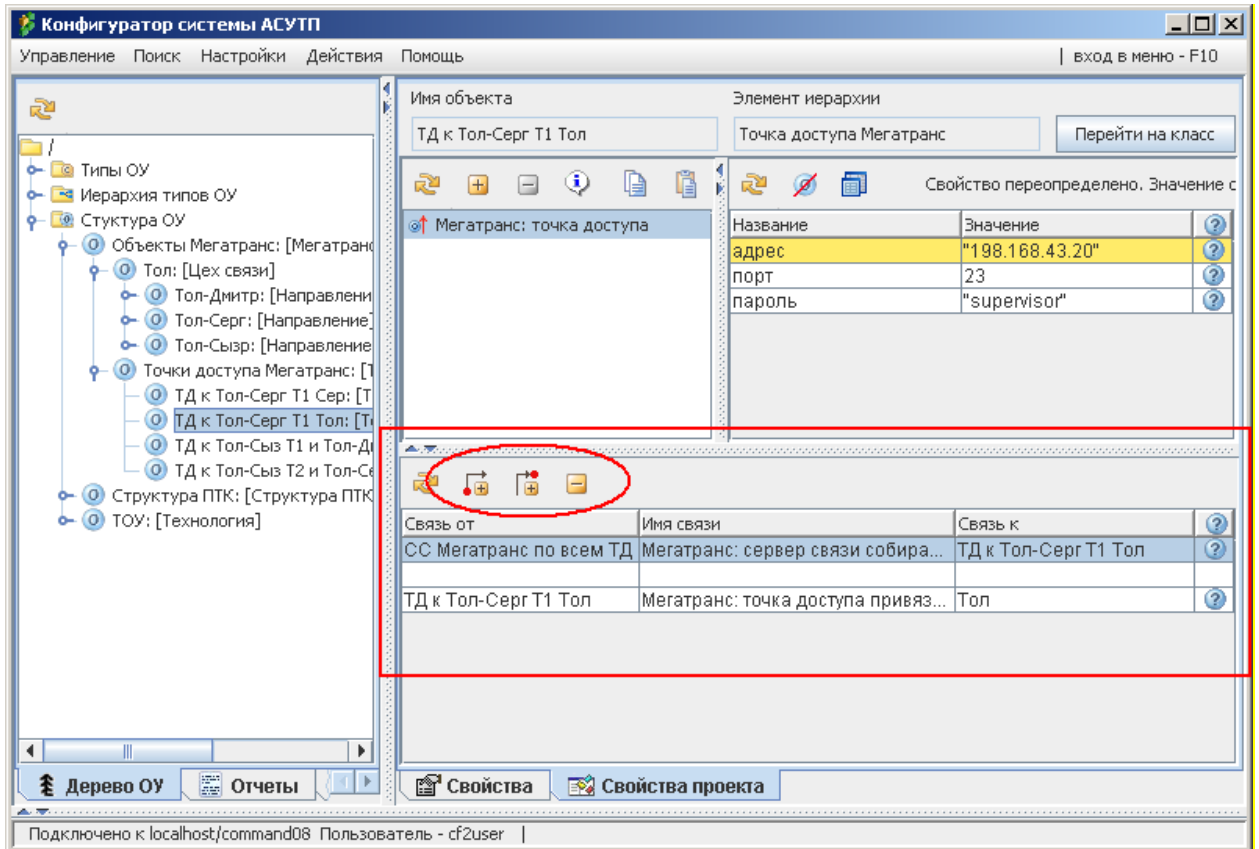 Конфигуратор системы АСУТП
Управление Поиск Настройки Действия Помощь | вход в меню - F10
/
Типы ОУ
Иерархия типов ОУ
Стуктура ОУ
Объекты Мегатранс: [Мегатранс
Тол: [Цех связи]
Тол-Дмитр: [Направлени
Тол-Серг: [Направление]
Тол-Сызр: [Направление
Точки доступа Мегатранс: [Т
ТД к Тол-Серг Т1 Сер: [Т
ТД к Тол-Серг Т1 Тол: [То
ТД к Тол-Сыз Т1 и Тол-Д
ТД к Тол-Сыз Т2 и Тол-Се
Структура ПТК: [Структура ПТК
ТОУ: [Технология]
Дерево ОУ Отчеты
Имя объекта Элемент иерархии
ТД к Тол-Серг Т1 Тол Точка доступа Мегатранс Перейти на класс
Свойство переопределено. Значение с
Мегатранс: точка доступа
Название Значение
адрес "198.168.43.20"
порт 23
пароль "supervisor"
Связь от Имя связи Связь к
СС Мегатранс по всем ТД Мегатранс: сервер связи собира... ТД к Тол-Серг Т1 Тол
ТД к Тол-Серг Т1 Тол Мегатранс: точка доступа привяз... Тол
Свойства Свойства проекта
Подключено к localhost/command08 Пользователь - cf2user |